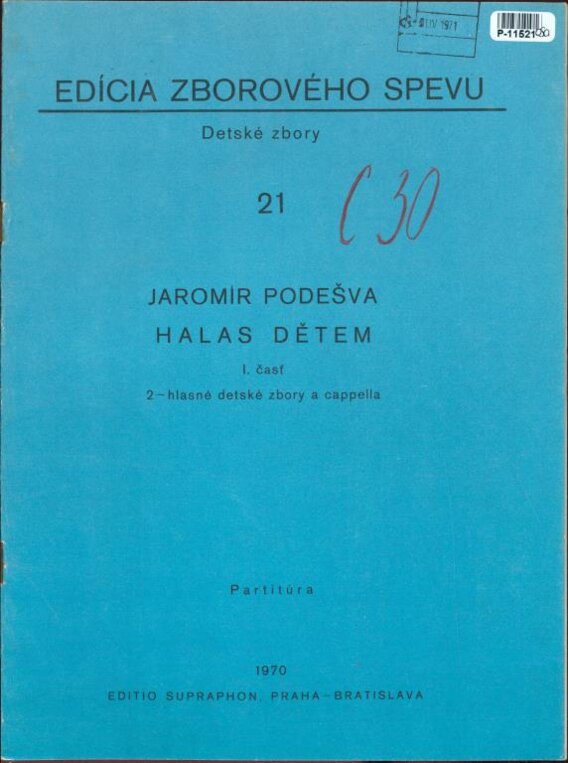 1971
P-11521
EDÍCIA ZBOROVÉHO SPEVU
Detské zbory
21
C 30
JAROMÍR PODEŠVA
HALAS DĚTEM
I. časť
2-hlasné detské zbory a cappella
Partitúra
1970
EDITIO SUPRAPHON, PRAHA-BRATISLAVA